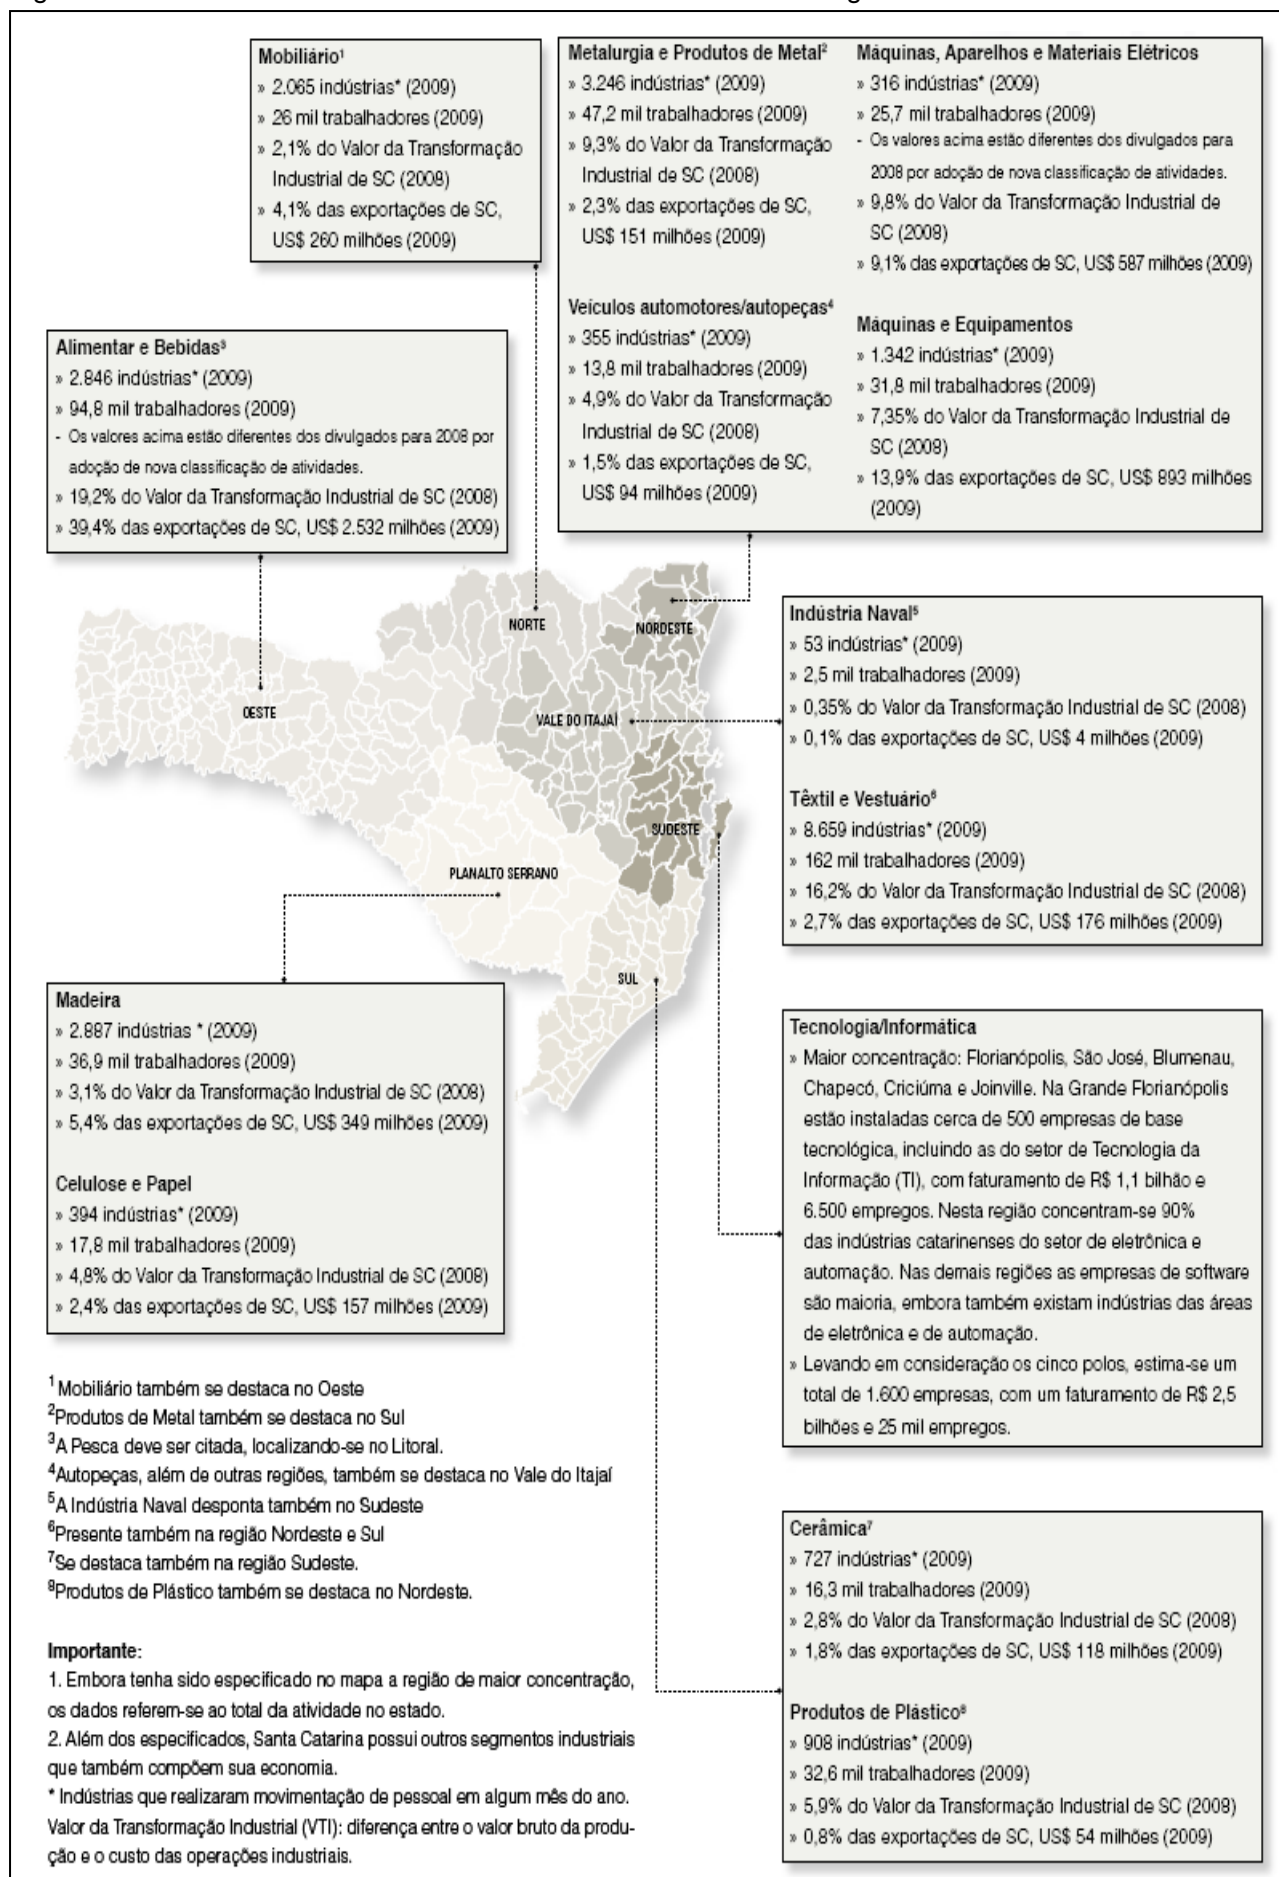 Mobiliário¹
» 2.065 indústrias* (2009)
» 26 mil trabalhadores (2009)
» 2,1% do Valor da Transformação
Industrial de SC (2008)
» 4,1% das exportações de SC,
US$ 260 milhões (2009)
Metalurgia e Produtos de Metal²
» 3.246 indústrias* (2009)
» 47,2 mil trabalhadores (2009)
» 9,3% do Valor da Transformação
Industrial de SC (2008)
» 2,3% das exportações de SC,
US$ 151 milhões (2009)
Máquinas, Aparelhos e Materiais Elétricos
» 316 indústrias* (2009)
» 25,7 mil trabalhadores (2009)
- Os valores acima estão diferentes dos divulgados para
2008 por adoção de nova classificação de atividades.
» 9,8% do Valor da Transformação Industrial de
SC (2008)
» 9,1% das exportações de SC, US$ 587 milhões (2009)
Veículos automotores/autopeças⁴
» 355 indústrias* (2009)
» 13,8 mil trabalhadores (2009)
» 4,9% do Valor da Transformação
Industrial de SC (2008)
» 1,5% das exportações de SC,
US$ 94 milhões (2009)
Máquinas e Equipamentos
» 1.342 indústrias* (2009)
» 31,8 mil trabalhadores (2009)
» 7,35% do Valor da Transformação Industrial de
SC (2008)
» 13,9% das exportações de SC, US$ 893 milhões
(2009)
Alimentar e Bebidas³
» 2.846 indústrias* (2009)
» 94,8 mil trabalhadores (2009)
- Os valores acima estão diferentes dos divulgados para 2008 por
adoção de nova classificação de atividades.
» 19,2% do Valor da Transformação Industrial de SC (2008)
» 39,4% das exportações de SC, US$ 2.532 milhões (2009)
NORTE
NORDESTE
OESTE
VALE DO ITAJAÍ
SUDESTE
PLANALTO SERRANO
SUL
Indústria Naval⁵
» 53 indústrias* (2009)
» 2,5 mil trabalhadores (2009)
» 0,35% do Valor da Transformação Industrial de SC (2008)
» 0,1% das exportações de SC, US$ 4 milhões (2009)
Têxtil e Vestuário⁶
» 8.659 indústrias* (2009)
» 162 mil trabalhadores (2009)
» 16,2% do Valor da Transformação Industrial de SC (2008)
» 2,7% das exportações de SC, US$ 176 milhões (2009)
Madeira
» 2.887 indústrias * (2009)
» 36,9 mil trabalhadores (2009)
» 3,1% do Valor da Transformação Industrial de SC (2008)
» 5,4% das exportações de SC, US$ 349 milhões (2009)
Celulose e Papel
» 394 indústrias* (2009)
» 17,8 mil trabalhadores (2009)
» 4,8% do Valor da Transformação Industrial de SC (2008)
» 2,4% das exportações de SC, US$ 157 milhões (2009)
Tecnologia/Informática
» Maior concentração: Florianópolis, São José, Blumenau,
Chapecó, Criciúma e Joinville. Na Grande Florianópolis
estão instaladas cerca de 500 empresas de base
tecnológica, incluindo as do setor de Tecnologia da
Informação (TI), com faturamento de R$ 1,1 bilhão e
6.500 empregos. Nesta região concentram-se 90%
das indústrias catarinenses do setor de eletrônica e
automação. Nas demais regiões as empresas de software
são maioria, embora também existam indústrias das áreas
de eletrônica e de automação.
» Levando em consideração os cinco polos, estima-se um
total de 1.600 empresas, com um faturamento de R$ 2,5
bilhões e 25 mil empregos.
¹ Mobiliário também se destaca no Oeste
²Produtos de Metal também se destaca no Sul
³A Pesca deve ser citada, localizando-se no Litoral.
⁴Autopeças, além de outras regiões, também se destaca no Vale do Itajaí
⁵A Indústria Naval desponta também no Sudeste
⁶Presente também na região Nordeste e Sul
⁷Se destaca também na região Sudeste.
⁸Produtos de Plástico também se destaca no Nordeste.
Importante:
1. Embora tenha sido especificado no mapa a região de maior concentração,
os dados referem-se ao total da atividade no estado.
2. Além dos especificados, Santa Catarina possui outros segmentos industriais
que também compõem sua economia.
* Indústrias que realizaram movimentação de pessoal em algum mês do ano.
Valor da Transformação Industrial (VTI): diferença entre o valor bruto da produ-
ção e o custo das operações industriais.
Cerâmica⁷
» 727 indústrias* (2009)
» 16,3 mil trabalhadores (2009)
» 2,8% do Valor da Transformação Industrial de SC (2008)
» 1,8% das exportações de SC, US$ 118 milhões (2009)
Produtos de Plástico⁸
» 908 indústrias* (2009)
» 32,6 mil trabalhadores (2009)
» 5,9% do Valor da Transformação Industrial de SC (2008)
» 0,8% das exportações de SC, US$ 54 milhões (2009)